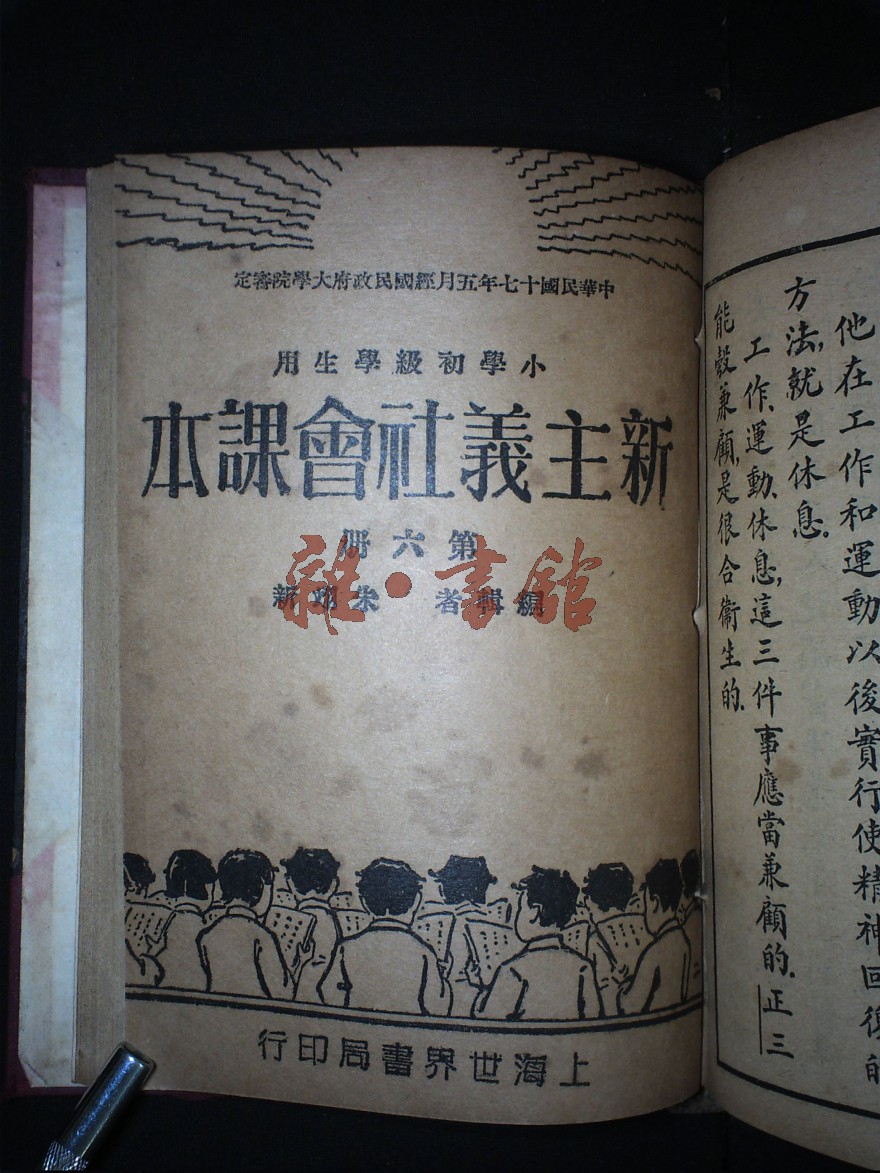 中華民國十七年五月經國民政府大學院審定
小學初級學生用
新主義社會課本
第六册
編輯者 朱翊新
雜·書館
上海世界書局印行
他在工作和運動以後實行使精神回復的
方法,就是休息.
工作、運動、休息,這三件事應當兼顧的.正三
能彀兼顧,是很合衞生的.